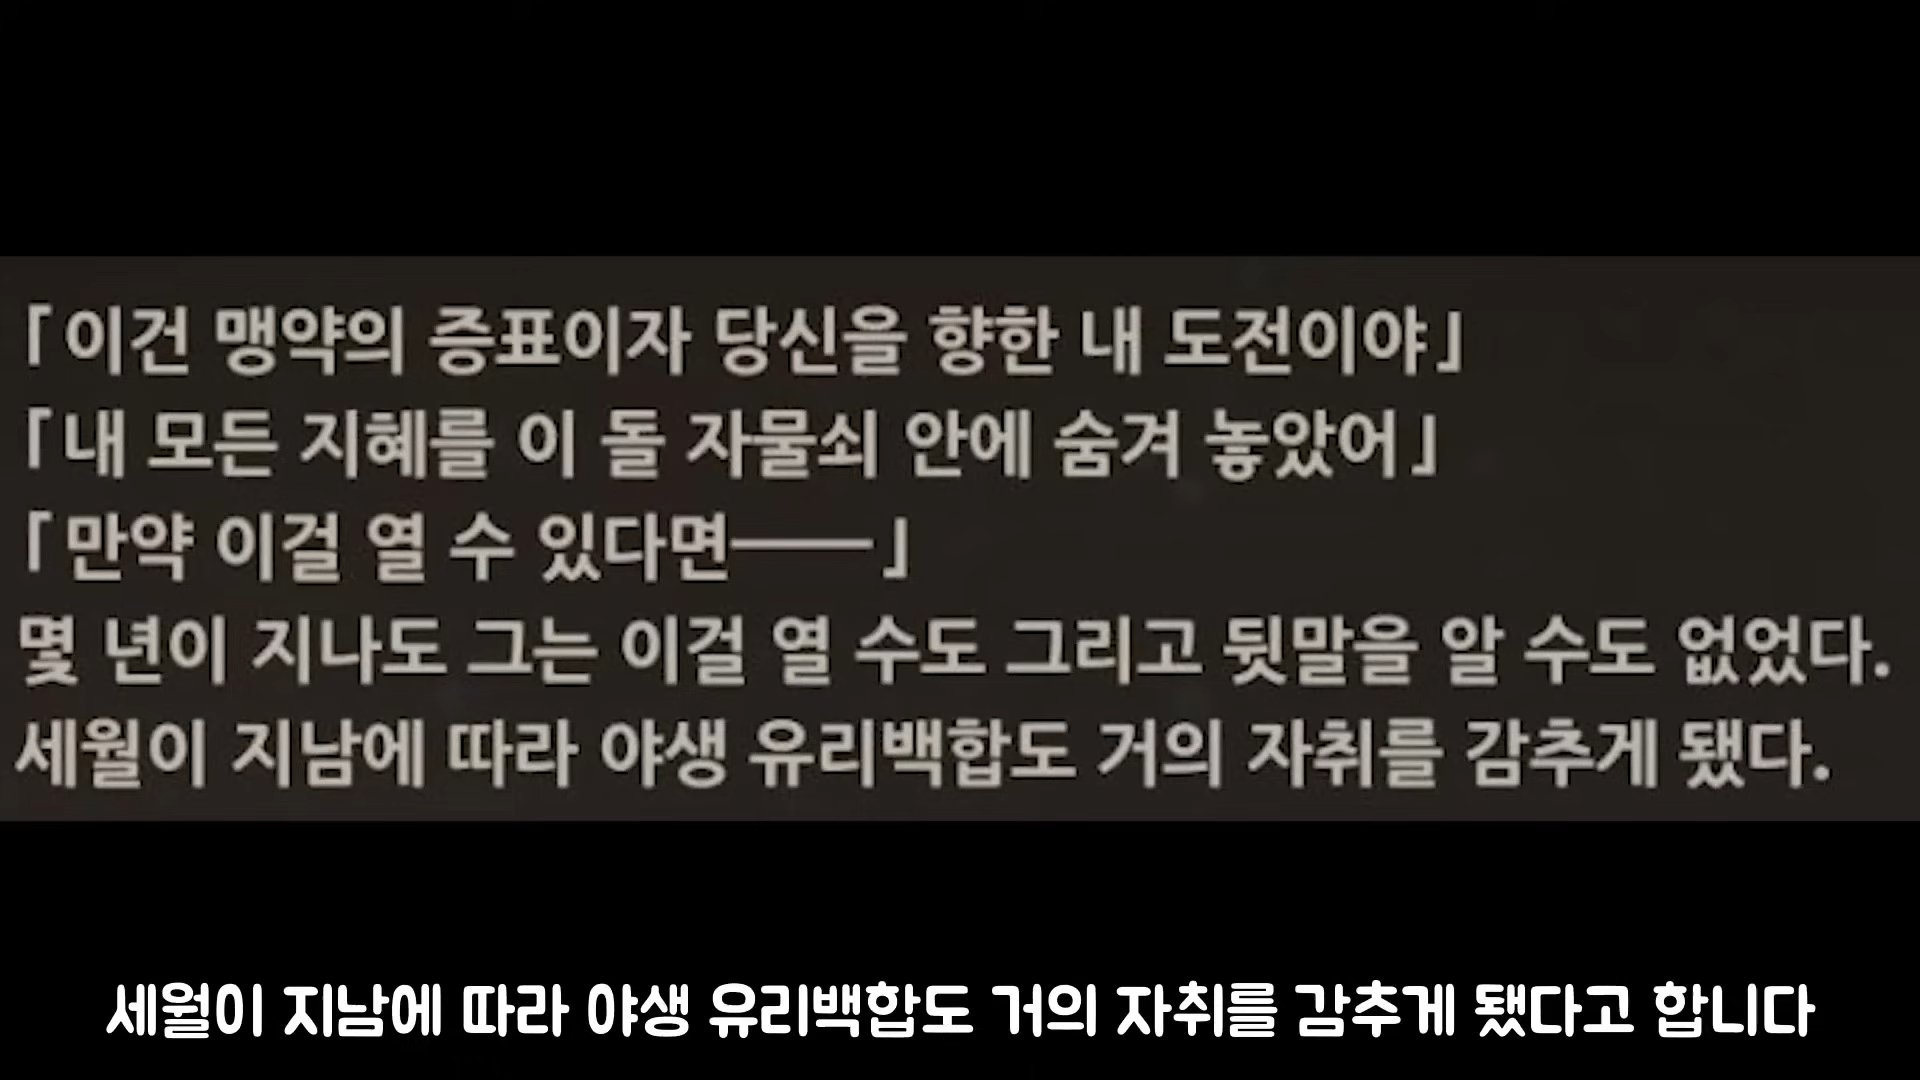 「이건 맹약의 증표이자 당신을 향한 내 도전이야」
「내 모든 지혜를 이 돌 자물쇠 안에 숨겨 놓았어」
「만약 이걸 열 수 있다면──」
몇 년이 지나도 그는 이걸 열 수도 그리고 뒷말을 알 수도 없었다.
세월이 지남에 따라 야생 유리백합도 거의 자취를 감추게 됐다.
세월이 지남에 따라 야생 유리백합도 거의 자취를 감추게 됐다고 합니다